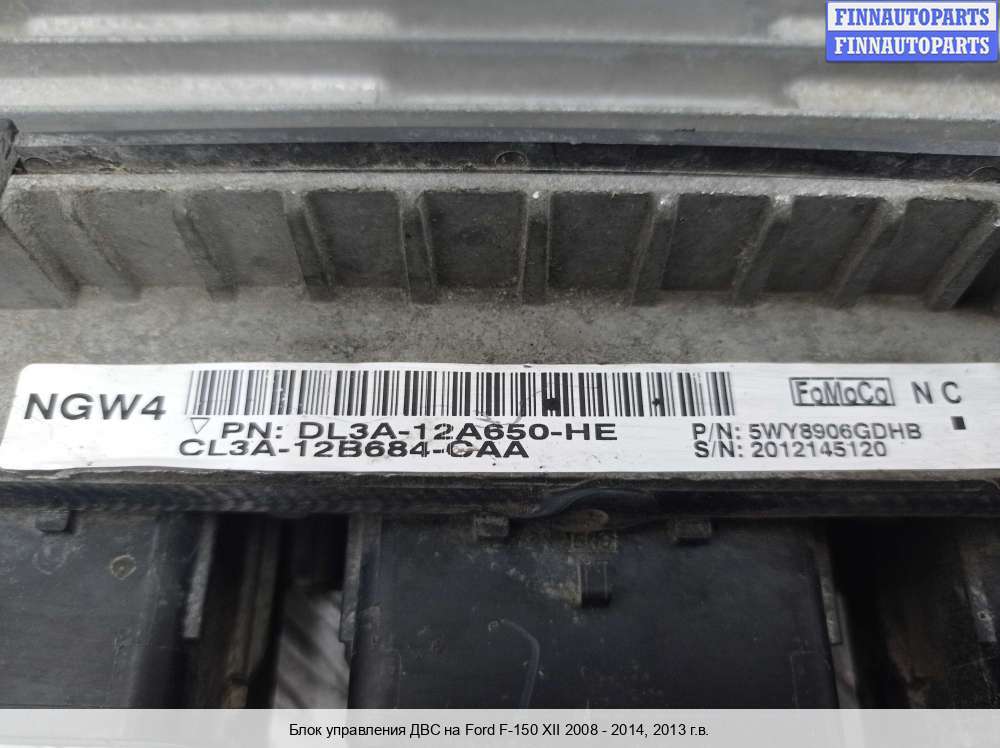 FINNAUTOPARTS
FINNAUTOPARTS
NGW4
PN: DL3A-12A650-HE
CL3A-12B684-CAA
FoMoCo N C
P/N: 5WY8906GDHB
S/N: 2012145120
Блок управления ДВС на Ford F-150 XII 2008 - 2014, 2013 г.в.